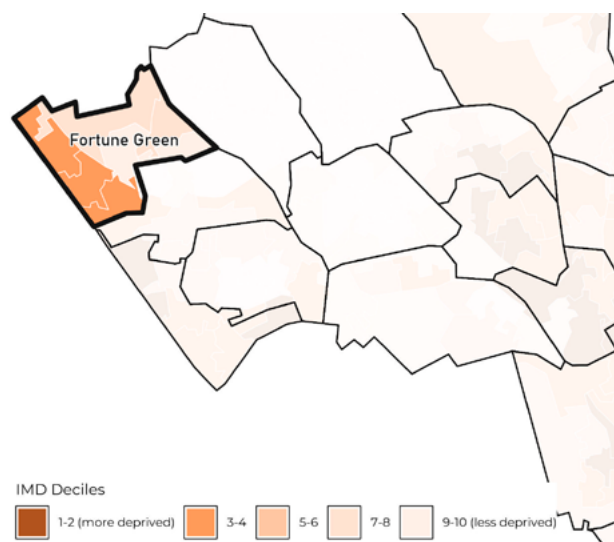 Fortune Green
IMD Deciles
1-2 (more deprived)
3-4
5-6
7-8
9-10 (less deprived)